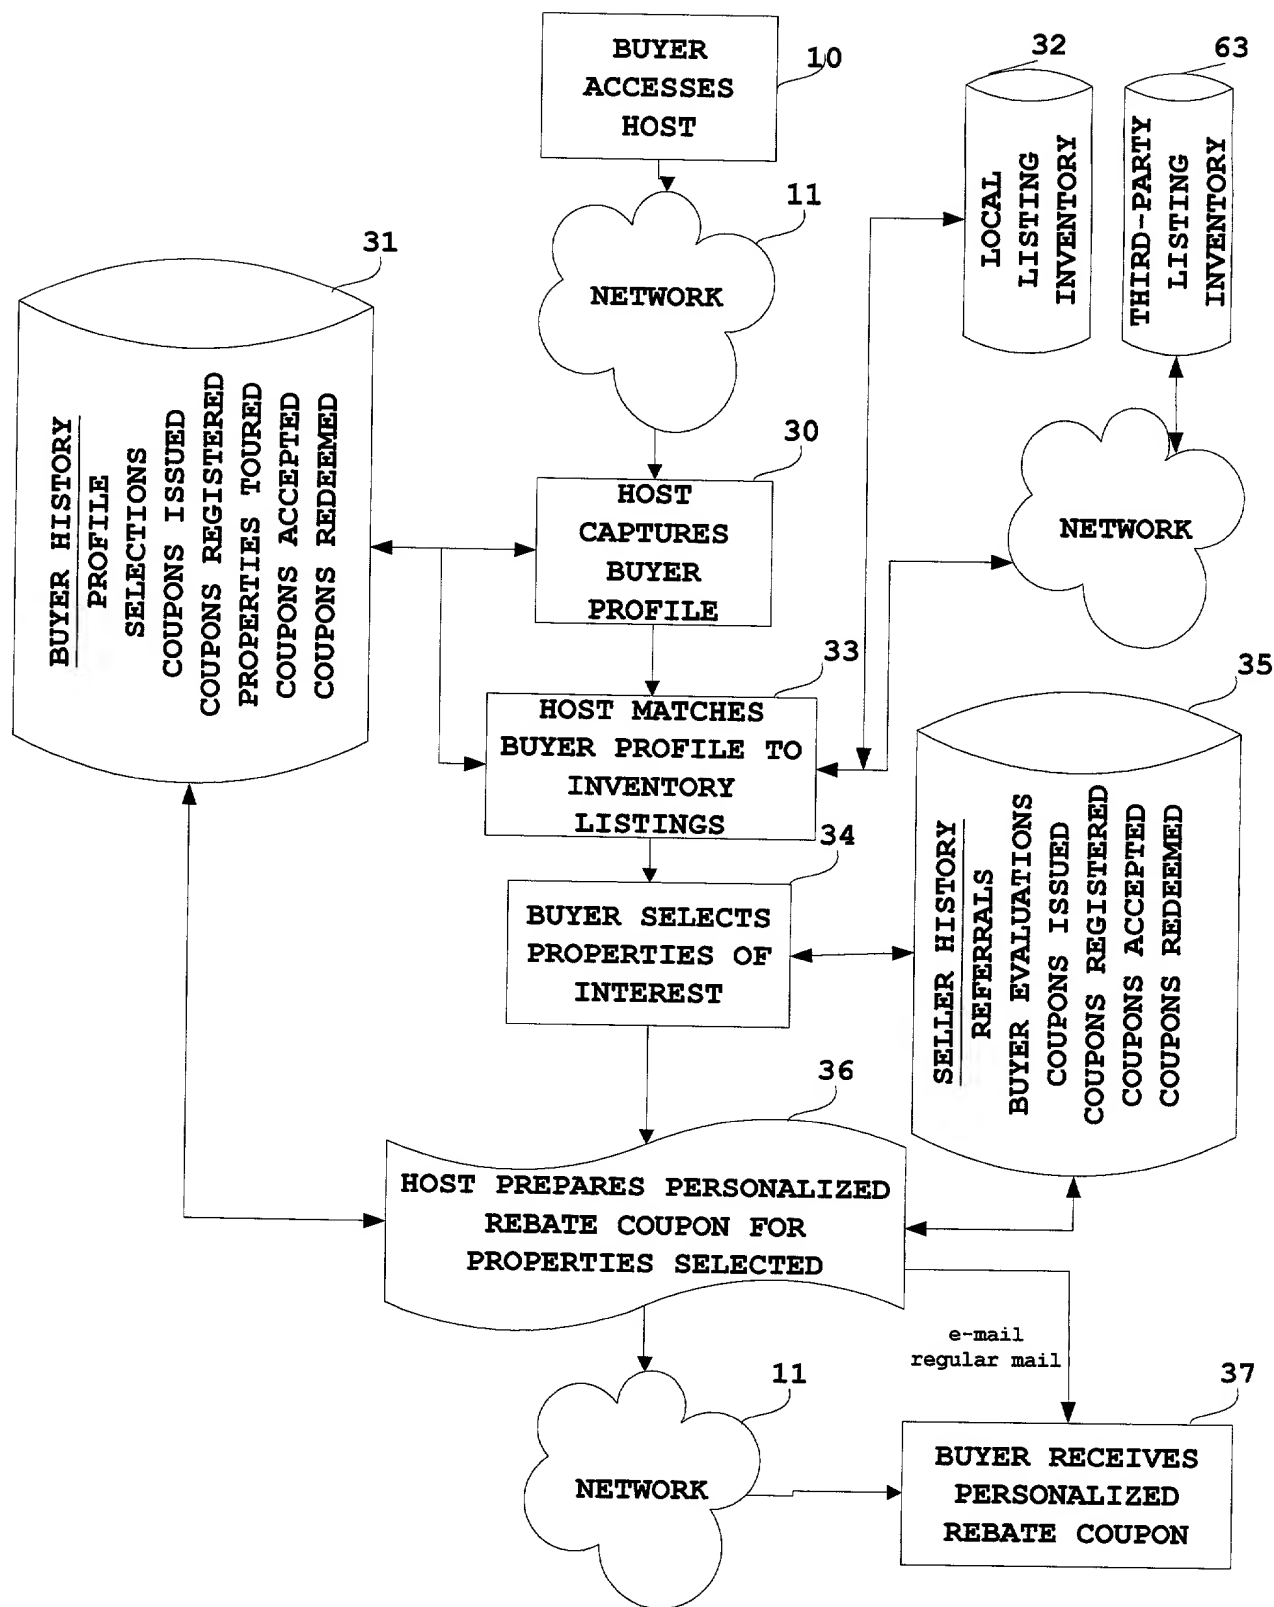 BUYER
ACCESSES
HOST
10
32
63
LOCAL
LISTING
INVENTORY
THIRD-PARTY
LISTING
INVENTORY
11
NETWORK
31
BUYER HISTORY
PROFILE
SELECTIONS
COUPONS ISSUED
COUPONS REGISTERED
PROPERTIES TOURED
COUPONS ACCEPTED
COUPONS REDEEMED
30
HOST
CAPTURES
BUYER
PROFILE
NETWORK
33
HOST MATCHES
BUYER PROFILE TO
INVENTORY
LISTINGS
35
SELLER HISTORY
REFERRALS
BUYER EVALUATIONS
COUPONS ISSUED
COUPONS REGISTERED
COUPONS ACCEPTED
COUPONS REDEEMED
34
BUYER SELECTS
PROPERTIES OF
INTEREST
36
HOST PREPARES PERSONALIZED
REBATE COUPON FOR
PROPERTIES SELECTED
e-mail
regular mail
11
NETWORK
37
BUYER RECEIVES
PERSONALIZED
REBATE COUPON